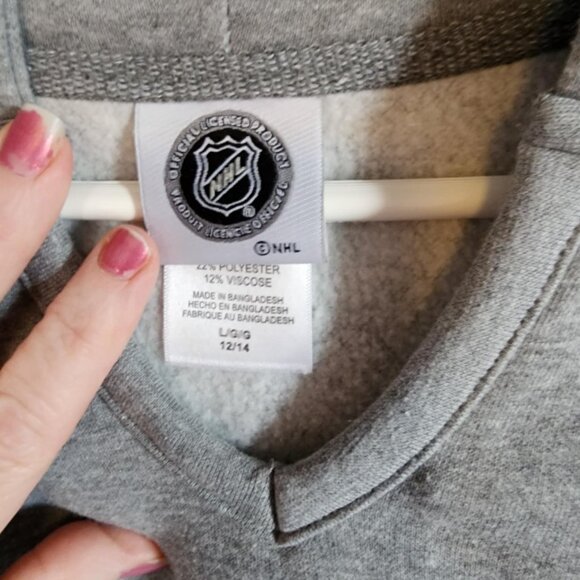 OFFICIAL LICENSED PRODUCT
NHL
®
PRODUIT LICENCIÉ OFFICIEL
© NHL
22% POLYESTER
12% VISCOSE
MADE IN BANGLADESH
HECHO EN BANGLADESH
FABRIQUE AU BANGLADESH
L/G/G
12/14